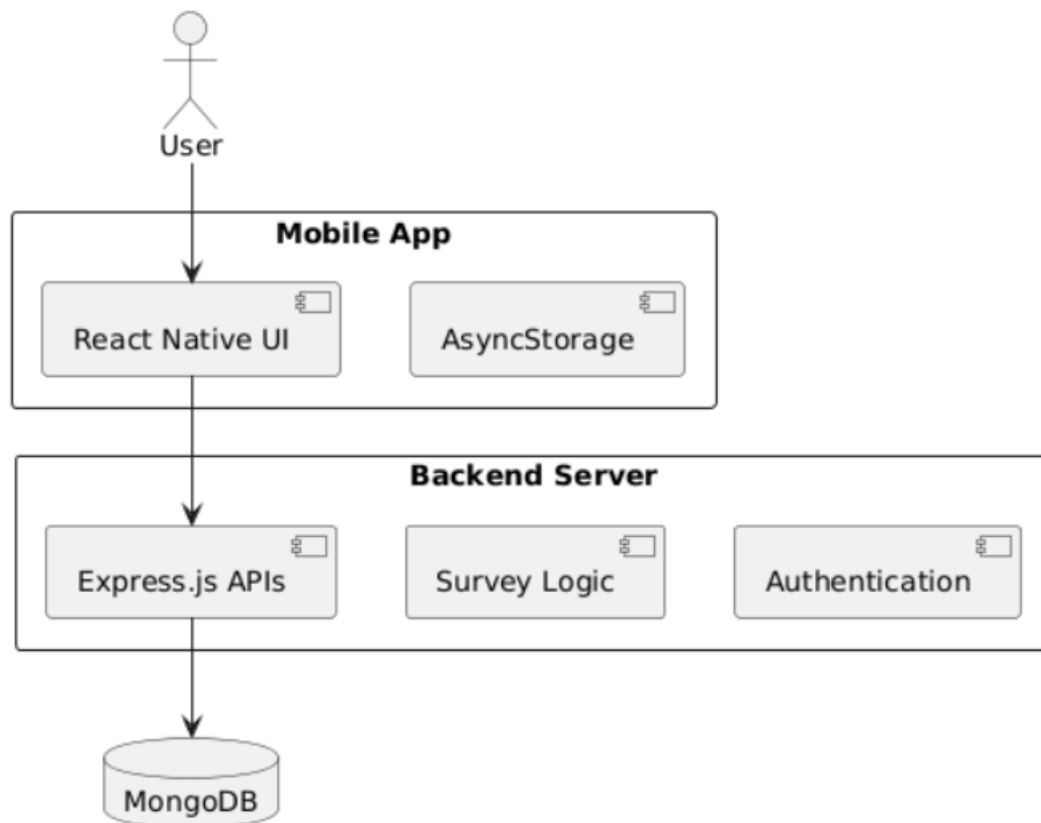 User
Mobile App
React Native UI
AsyncStorage
Backend Server
Express.js APIs
Survey Logic
Authentication
MongoDB